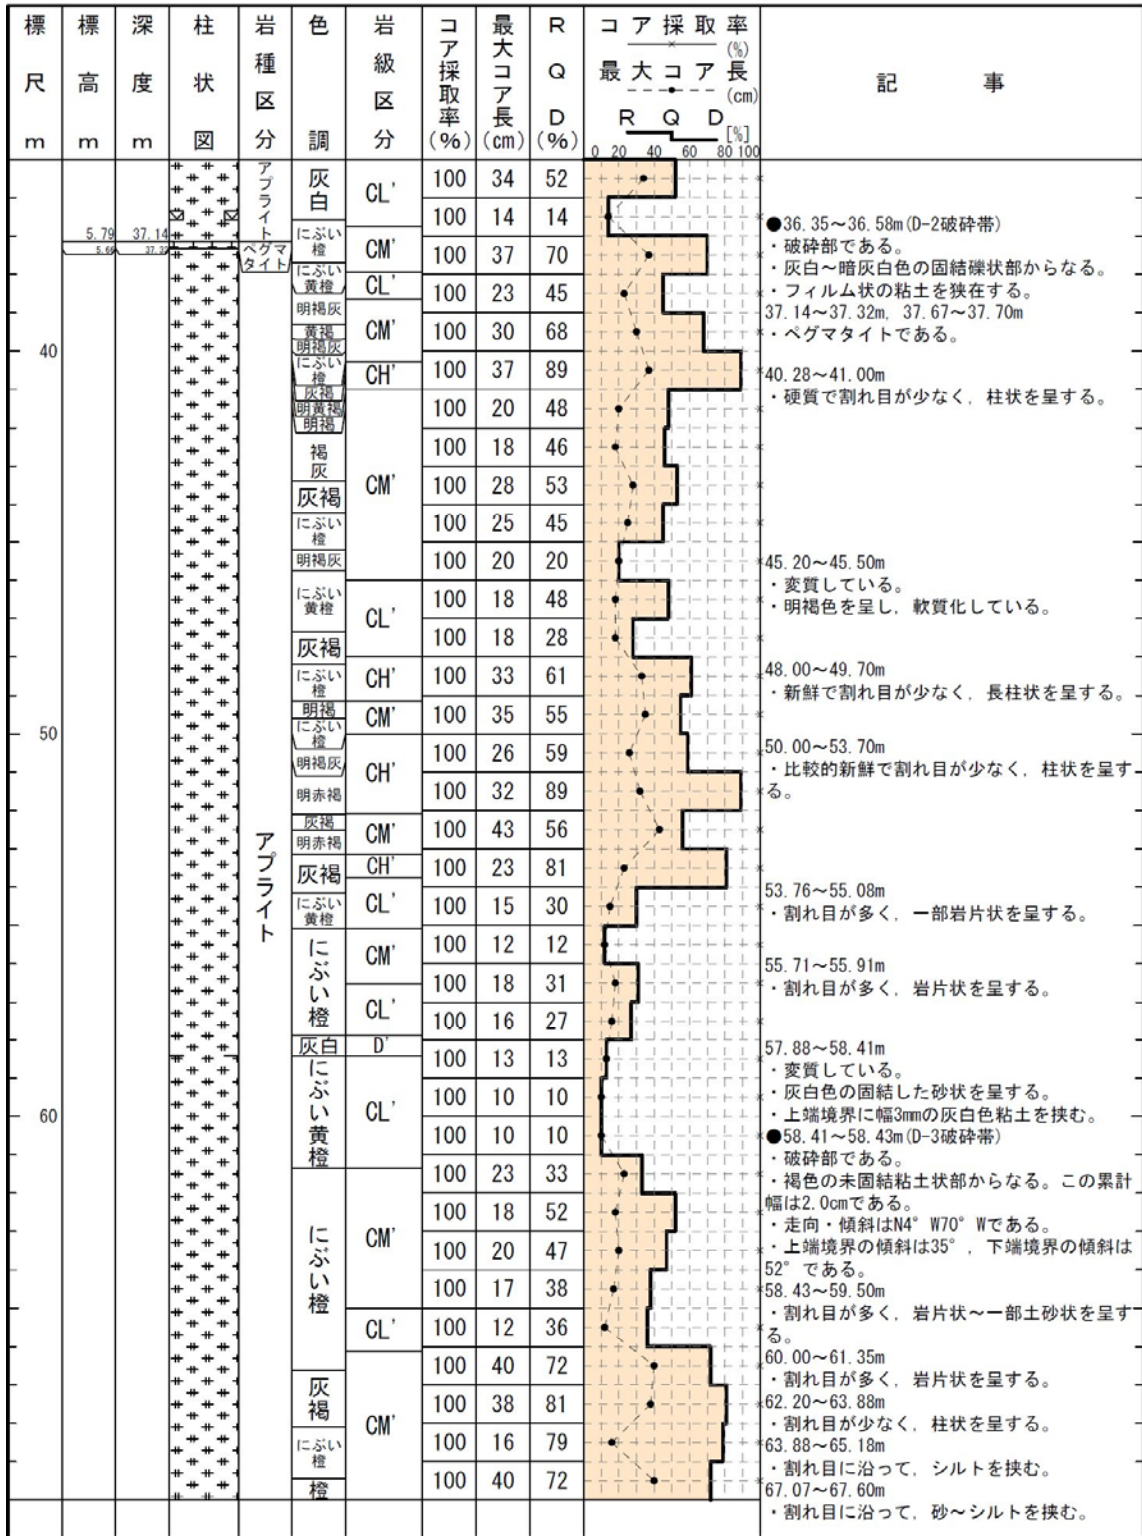 標尺 m
標高 m
深度 m
柱状図
岩種区分
色調
岩級区分
コア採取率(%)
最大コア長(cm)
RQD(%)
コア採取率(%)
最大コア長(cm)
RQD[%]
0 20 40 60 80 100
記事
40
50
60
5.79 37.14
アプライト
ペグマタイト
アプライト
灰白
にぶい橙
にぶい黄橙
明褐灰
黄褐
明褐灰
にぶい橙
灰褐
明黄褐
明褐
褐灰
灰褐
にぶい橙
明褐灰
にぶい黄橙
灰褐
にぶい橙
明褐
にぶい橙
明褐灰
明赤褐
灰褐
明赤褐
灰褐
にぶい黄橙
にぶい橙
灰白
にぶい黄橙
にぶい橙
灰褐
にぶい橙
橙
CL'
CM'
CL'
CM'
CH'
CM'
CL'
CH'
CM'
CH'
CM'
CH'
CL'
CM'
CL'
D'
CL'
CM'
CL'
CM'
100 34 52
100 14 14
100 37 70
100 23 45
100 30 68
100 37 89
100 20 48
100 18 46
100 28 53
100 25 45
100 20 20
100 18 48
100 18 28
100 33 61
100 35 55
100 26 59
100 32 89
100 43 56
100 23 81
100 15 30
100 12 12
100 18 31
100 16 27
100 13 13
100 10 10
100 10 10
100 23 33
100 18 52
100 20 47
100 17 38
100 12 36
100 40 72
100 38 81
100 16 79
100 40 72
●36.35～36.58m(D-2破砕帯)
・破砕部である。
・灰白～暗灰白色の固結礫状部からなる。
・フィルム状の粘土を狭在する。
37.14～37.32m, 37.67～37.70m
・ペグマタイトである。
40.28～41.00m
・硬質で割れ目が少なく，柱状を呈する。
45.20～45.50m
・変質している。
・明褐色を呈し，軟質化している。
48.00～49.70m
・新鮮で割れ目が少なく，長柱状を呈する。
50.00～53.70m
・比較的新鮮で割れ目が少なく，柱状を呈す
る。
53.76～55.08m
・割れ目が多く，一部岩片状を呈する。
55.71～55.91m
・割れ目が多く，岩片状を呈する。
57.88～58.41m
・変質している。
・灰白色の固結した砂状を呈する。
・上端境界に幅3mmの灰白色粘土を挟む。
●58.41～58.43m(D-3破砕帯)
・破砕部である。
・褐色の未固結粘土状部からなる。この累計
幅は2.0cmである。
・走向・傾斜はN4°W70°Wである。
・上端境界の傾斜は35°，下端境界の傾斜は
52°である。
58.43～59.50m
・割れ目が多く，岩片状～一部土砂状を呈す
る。
60.00～61.35m
・割れ目が多く，岩片状を呈する。
62.20～63.88m
・割れ目が少なく，柱状を呈する。
63.88～65.18m
・割れ目に沿って，シルトを挟む。
67.07～67.60m
・割れ目に沿って，砂～シルトを挟む。